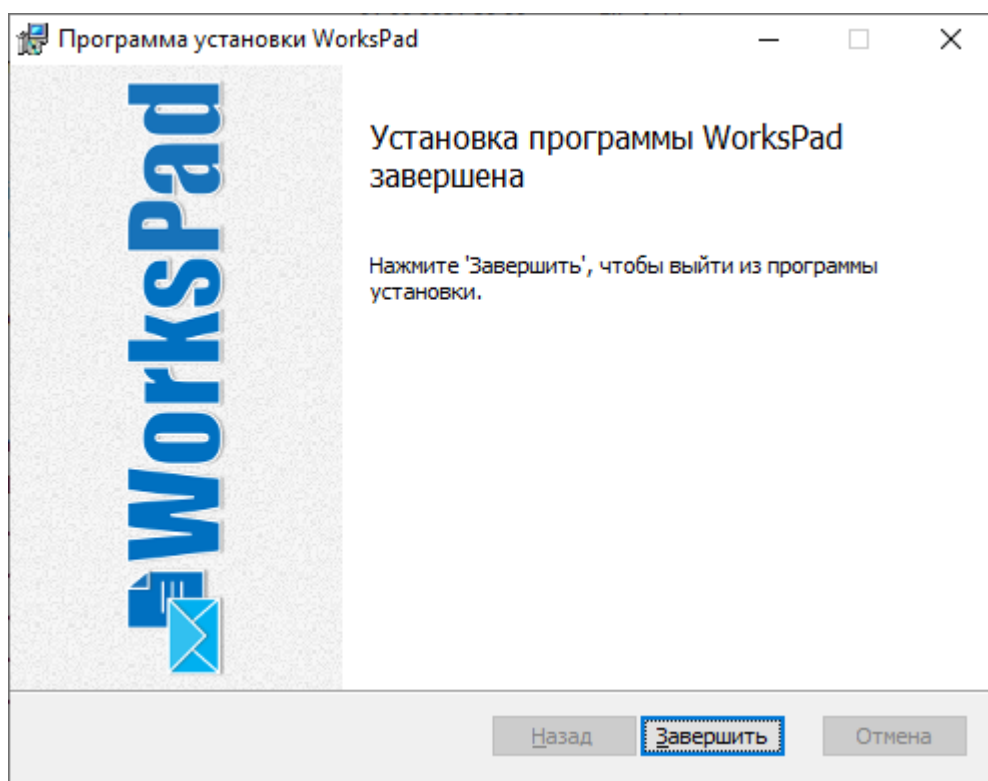 Программа установки WorksPad
WorksPad
Установка программы WorksPad
завершена
Нажмите 'Завершить', чтобы выйти из программы
установки.
Назад
Завершить
Отмена